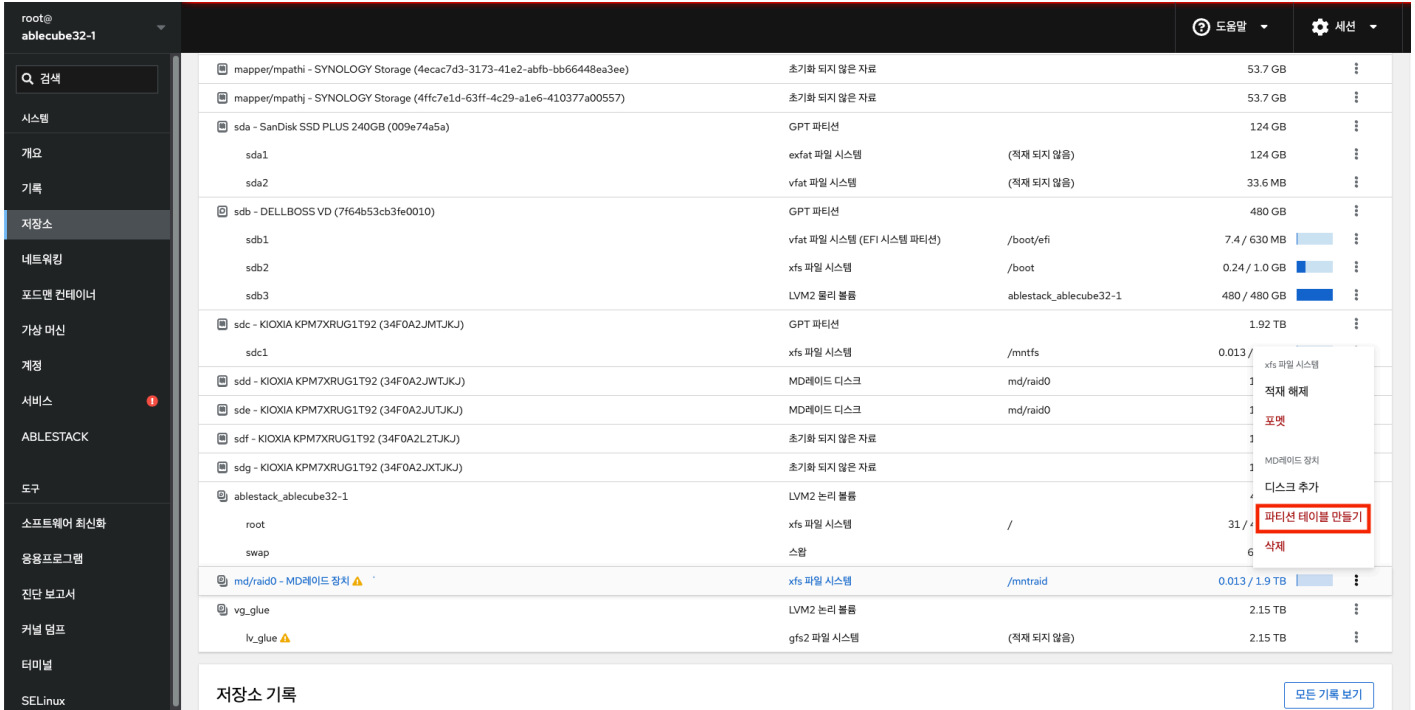 root@
ablecube32-1
도움말
세션
검색
시스템
개요
기록
저장소
네트워킹
포드맨 컨테이너
가상 머신
계정
서비스
ABLESTACK
도구
소프트웨어 최신화
응용프로그램
진단 보고서
커널 덤프
터미널
SELinux
mapper/mpathi - SYNOLOGY Storage (4ecac7d3-3173-41e2-abfb-bb66448ea3ee) 초기화 되지 않은 자료 53.7 GB
mapper/mpathj - SYNOLOGY Storage (4ffc7e1d-63ff-4c29-a1e6-410377a00557) 초기화 되지 않은 자료 53.7 GB
sda - SanDisk SSD PLUS 240GB (009e74a5a) GPT 파티션 124 GB
sda1 exfat 파일 시스템 (적재 되지 않음) 124 GB
sda2 vfat 파일 시스템 (적재 되지 않음) 33.6 MB
sdb - DELLBOSS VD (7f64b53cb3fe0010) GPT 파티션 480 GB
sdb1 vfat 파일 시스템 (EFI 시스템 파티션) /boot/efi 7.4 / 630 MB
sdb2 xfs 파일 시스템 /boot 0.24 / 1.0 GB
sdb3 LVM2 물리 볼륨 ablestack_ablecube32-1 480 / 480 GB
sdc - KIOXIA KPM7XRUG1T92 (34F0A2JMTJKJ) GPT 파티션 1.92 TB
sdc1 xfs 파일 시스템 /mntfs 0.013 /
sdd - KIOXIA KPM7XRUG1T92 (34F0A2JWTJKJ) MD레이드 디스크 md/raid0 1
sde - KIOXIA KPM7XRUG1T92 (34F0A2JUTJKJ) MD레이드 디스크 md/raid0 1
sdf - KIOXIA KPM7XRUG1T92 (34F0A2L2TJKJ) 초기화 되지 않은 자료 1
sdg - KIOXIA KPM7XRUG1T92 (34F0A2JXTJKJ) 초기화 되지 않은 자료 1
ablestack_ablecube32-1 LVM2 논리 볼륨
root xfs 파일 시스템 / 31 /
swap 스왑 6
md/raid0 - MD레이드 장치 xfs 파일 시스템 /mntraid 0.013 / 1.9 TB
vg_glue LVM2 논리 볼륨 2.15 TB
lv_glue gfs2 파일 시스템 (적재 되지 않음) 2.15 TB
xfs 파일 시스템
적재 해제
포멧
MD레이드 장치
디스크 추가
파티션 테이블 만들기
삭제
저장소 기록
모든 기록 보기